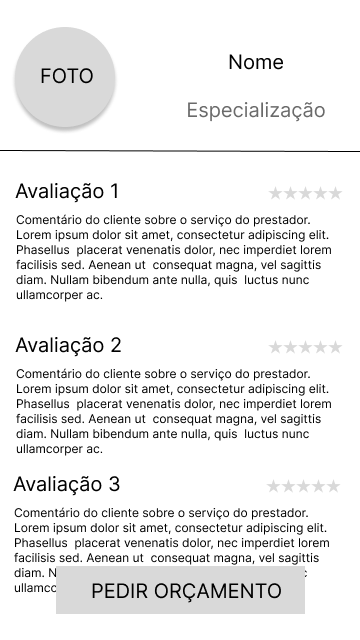 FOTO
Nome
Especialização
Avaliação 1
Comentário do cliente sobre o serviço do prestador.
Lorem ipsum dolor sit amet, consectetur adipiscing elit.
Phasellus  placerat venenatis dolor, nec imperdiet lorem
facilisis sed. Aenean ut  consequat magna, vel sagittis
diam. Nullam bibendum ante nulla, quis  luctus nunc
ullamcorper ac.
Avaliação 2
Comentário do cliente sobre o serviço do prestador.
Lorem ipsum dolor sit amet, consectetur adipiscing elit.
Phasellus  placerat venenatis dolor, nec imperdiet lorem
facilisis sed. Aenean ut  consequat magna, vel sagittis
diam. Nullam bibendum ante nulla, quis  luctus nunc
ullamcorper ac.
Avaliação 3
Comentário do cliente sobre o serviço do prestador.
Lorem ipsum dolor sit amet, consectetur adipiscing elit.
Phasellus  placerat venenatis dolor, nec imperdiet lorem
facilisis sed. Aenean ut  consequat magna, vel sagittis
diam.
PEDIR ORÇAMENTO